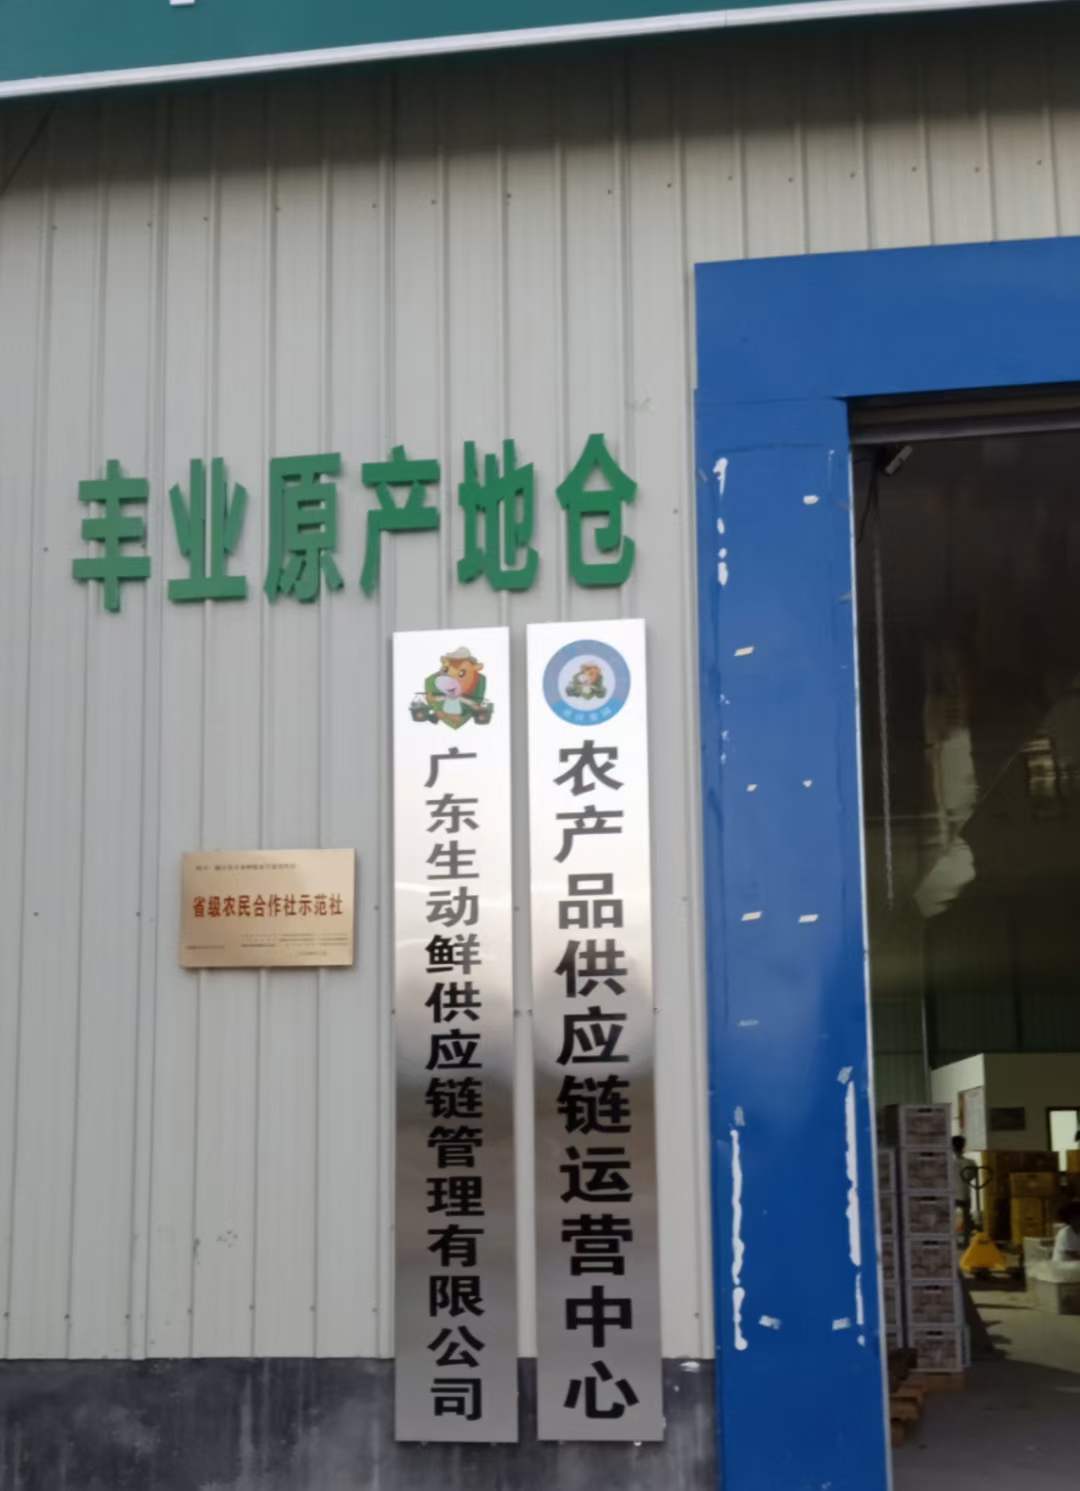 丰业原产地仓
省级农民合作社示范社
广东生动鲜供应链管理有限公司
农产品供应链运营中心